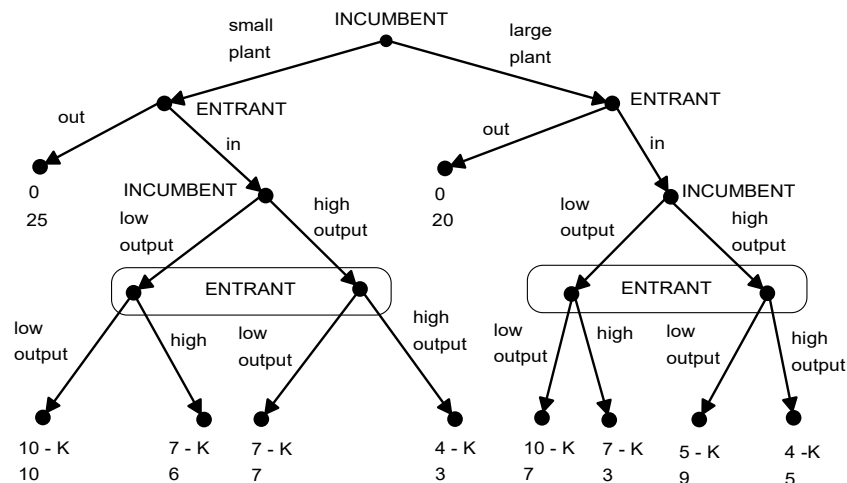 INCUMBENT
small
plant
large
plant
ENTRANT
ENTRANT
out
in
out
in
0
25
0
20
INCUMBENT
INCUMBENT
low
output
high
output
low
output
high
output
ENTRANT
ENTRANT
low
output
high
low
output
high
output
low
output
high
low
output
high
output
10 - K
10
7 - K
6
7 - K
7
4 - K
3
10 - K
7
7 - K
3
5 - K
9
4 -K
5